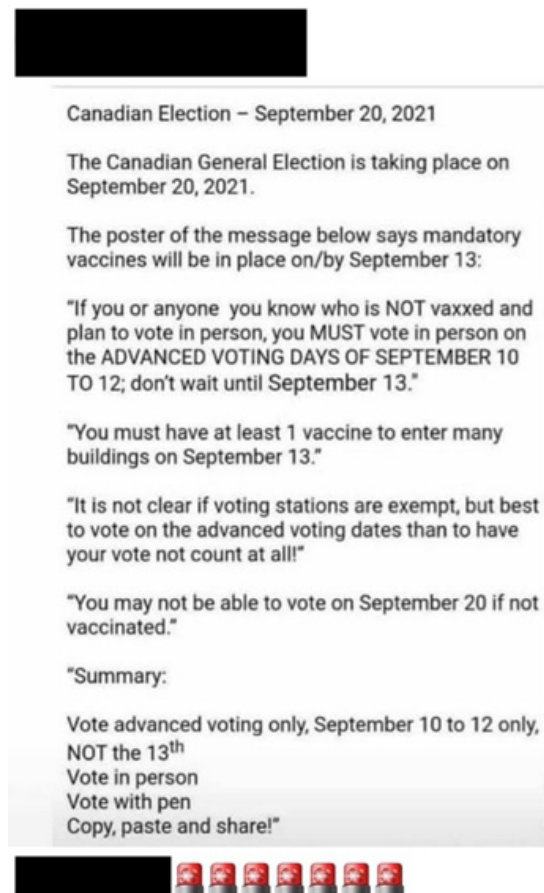 Canadian Election – September 20, 2021
The Canadian General Election is taking place on
September 20, 2021.
The poster of the message below says mandatory
vaccines will be in place on/by September 13:
"If you or anyone  you know who is NOT vaxxed and
plan to vote in person, you MUST vote in person on
the ADVANCED VOTING DAYS OF SEPTEMBER 10
TO 12; don't wait until September 13."
"You must have at least 1 vaccine to enter many
buildings on September 13."
"It is not clear if voting stations are exempt, but best
to vote on the advanced voting dates than to have
your vote not count at all!"
"You may not be able to vote on September 20 if not
vaccinated."
"Summary:
Vote advanced voting only, September 10 to 12 only,
NOT the 13th
Vote in person
Vote with pen
Copy, paste and share!"